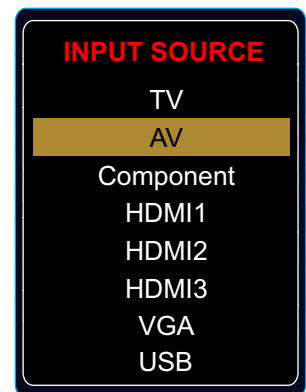 INPUT SOURCE
TV
AV
Component
HDMI1
HDMI2
HDMI3
VGA
USB